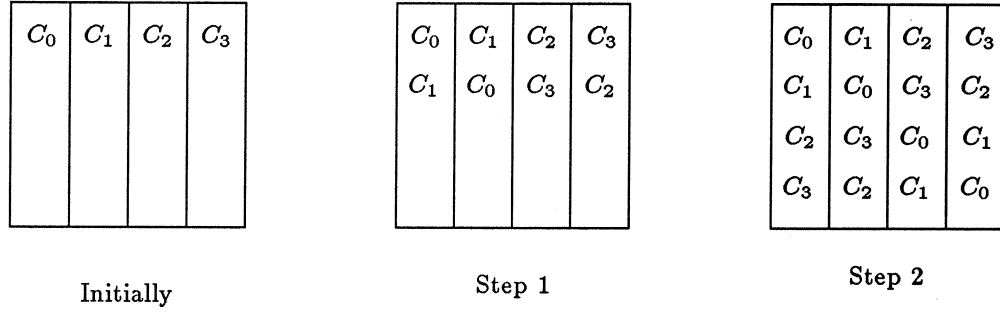 C₀ C₁ C₂ C₃
Initially
C₀ C₁ C₂ C₃
C₁ C₀ C₃ C₂
Step 1
C₀ C₁ C₂ C₃
C₁ C₀ C₃ C₂
C₂ C₃ C₀ C₁
C₃ C₂ C₁ C₀
Step 2